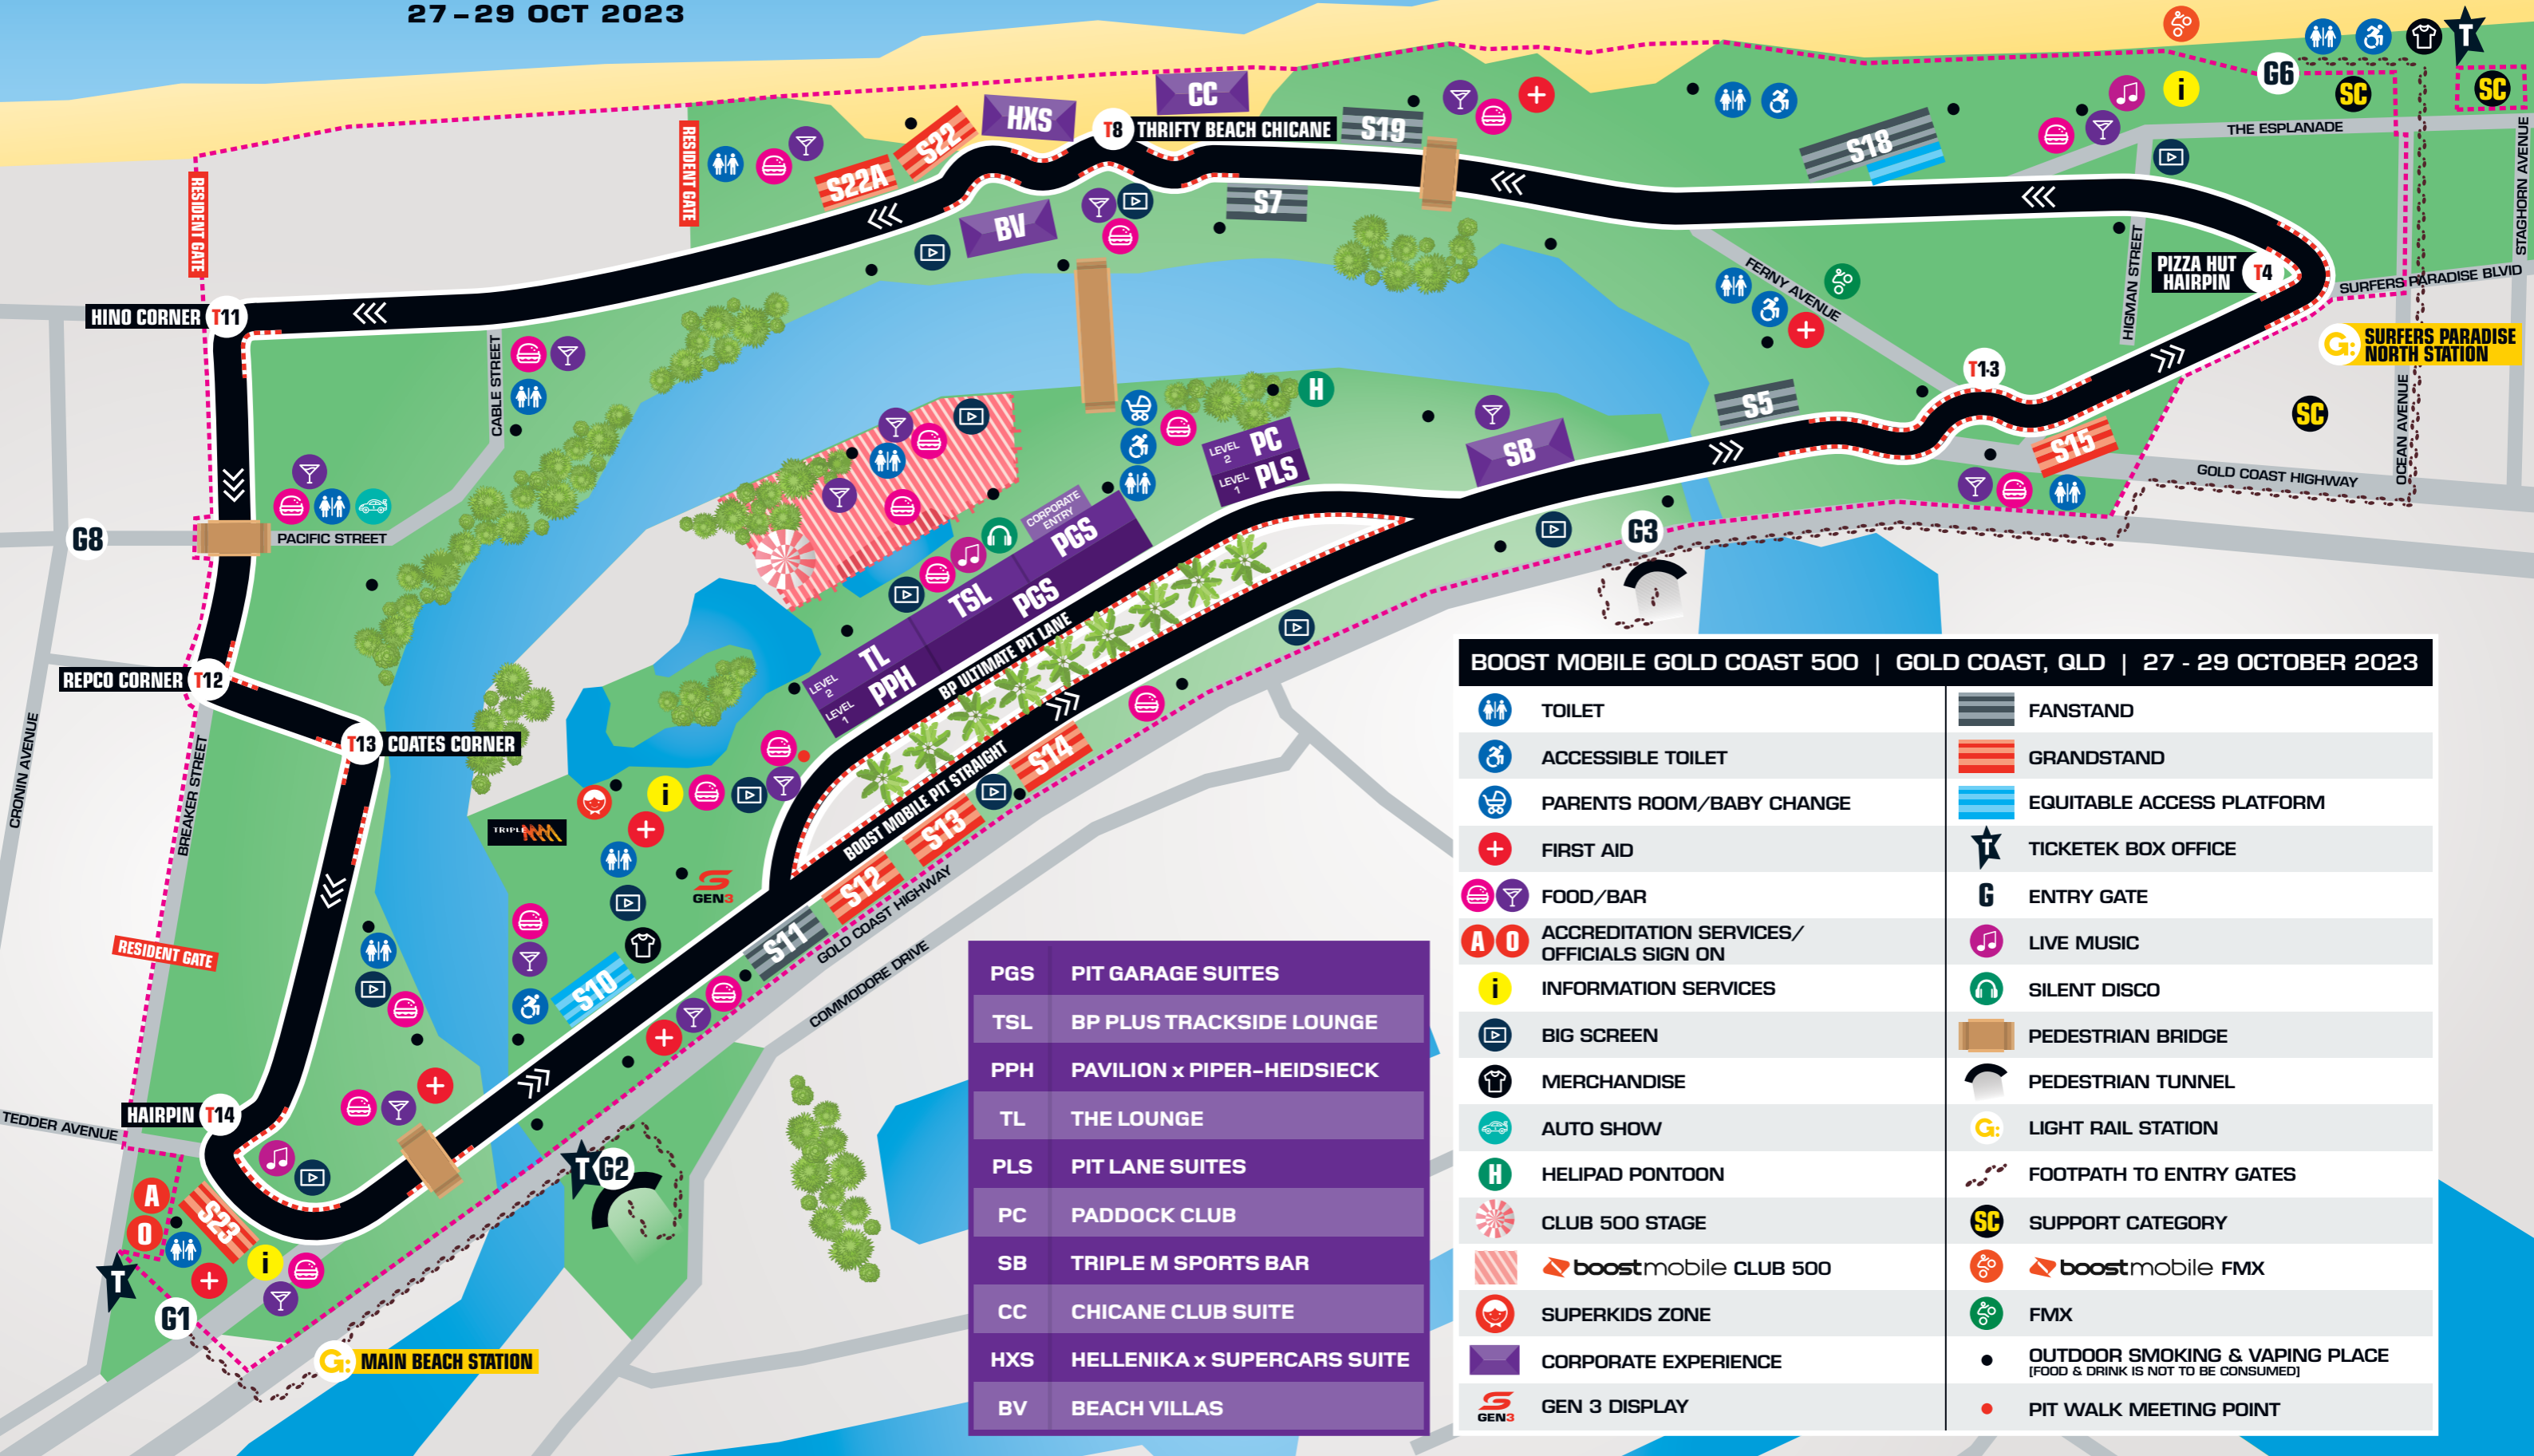 27 – 29 OCT 2023
G6
T
SC
SC
THE ESPLANADE
STAGHORN AVENUE
RESIDENT GATE
RESIDENT GATE
S22A
S22
HXS
CC
T8 THRIFTY BEACH CHICANE
S19
S18
BV
S7
HIGMAN STREET
FERNY AVENUE
PIZZA HUT
HAIRPIN
T4
SURFERS PARADISE BLVD
HINO CORNER T11
G: SURFERS PARADISE
NORTH STATION
CABLE STREET
T1-3
H
S5
S15
SC
OCEAN AVENUE
GOLD COAST HIGHWAY
LEVEL 2 PC
LEVEL 1 PLS
SB
G8
PACIFIC STREET
G3
CORPORATE
ENTRY
PGS
TSL
PGS
LEVEL 2 TL
LEVEL 1 PPH
BP ULTIMATE PIT LANE
REPCO CORNER T12
T13 COATES CORNER
CRONIN AVENUE
BREAKER STREET
i
TRIPLE M
BOOST MOBILE PIT STRAIGHT
S14
S13
S12
S11
S10
GEN3
GOLD COAST HIGHWAY
COMMODORE DRIVE
RESIDENT GATE
HAIRPIN T14
TEDDER AVENUE
T G2
A
O
S23
i
T
G1
G: MAIN BEACH STATION
PGS PIT GARAGE SUITES
TSL BP PLUS TRACKSIDE LOUNGE
PPH PAVILION x PIPER-HEIDSIECK
TL THE LOUNGE
PLS PIT LANE SUITES
PC PADDOCK CLUB
SB TRIPLE M SPORTS BAR
CC CHICANE CLUB SUITE
HXS HELLENIKA x SUPERCARS SUITE
BV BEACH VILLAS
BOOST MOBILE GOLD COAST 500 | GOLD COAST, QLD | 27 - 29 OCTOBER 2023
TOILET
ACCESSIBLE TOILET
PARENTS ROOM/BABY CHANGE
FIRST AID
FOOD/BAR
A O ACCREDITATION SERVICES/
OFFICIALS SIGN ON
i INFORMATION SERVICES
BIG SCREEN
MERCHANDISE
AUTO SHOW
H HELIPAD PONTOON
CLUB 500 STAGE
boostmobile CLUB 500
SUPERKIDS ZONE
CORPORATE EXPERIENCE
GEN3 GEN 3 DISPLAY
FANSTAND
GRANDSTAND
EQUITABLE ACCESS PLATFORM
T TICKETEK BOX OFFICE
G ENTRY GATE
LIVE MUSIC
SILENT DISCO
PEDESTRIAN BRIDGE
PEDESTRIAN TUNNEL
G: LIGHT RAIL STATION
FOOTPATH TO ENTRY GATES
SC SUPPORT CATEGORY
boostmobile FMX
FMX
OUTDOOR SMOKING & VAPING PLACE
[FOOD & DRINK IS NOT TO BE CONSUMED]
PIT WALK MEETING POINT